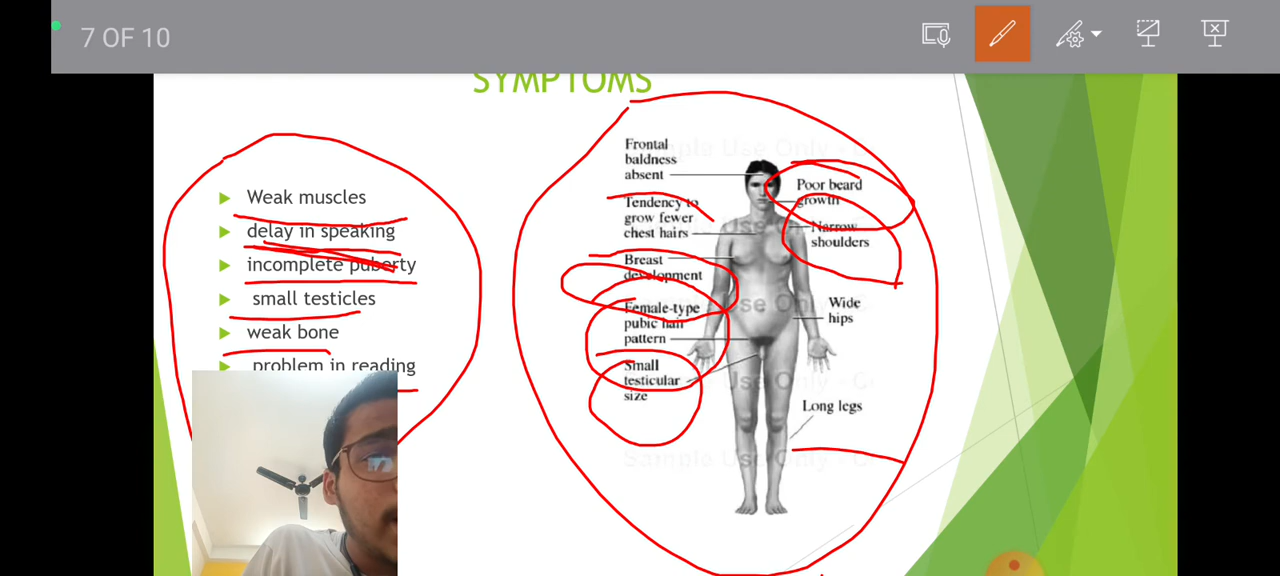 7 OF 10
SYMPTOMS
Weak muscles
delay in speaking
incomplete puberty
small testicles
weak bone
problem in reading
Frontal
baldness
absent
Tendency to
grow fewer
chest hairs
Breast
development
Female-type
pubic hair
pattern
Small
testicular
size
Poor beard
growth
Narrow
shoulders
Wide
hips
Long legs